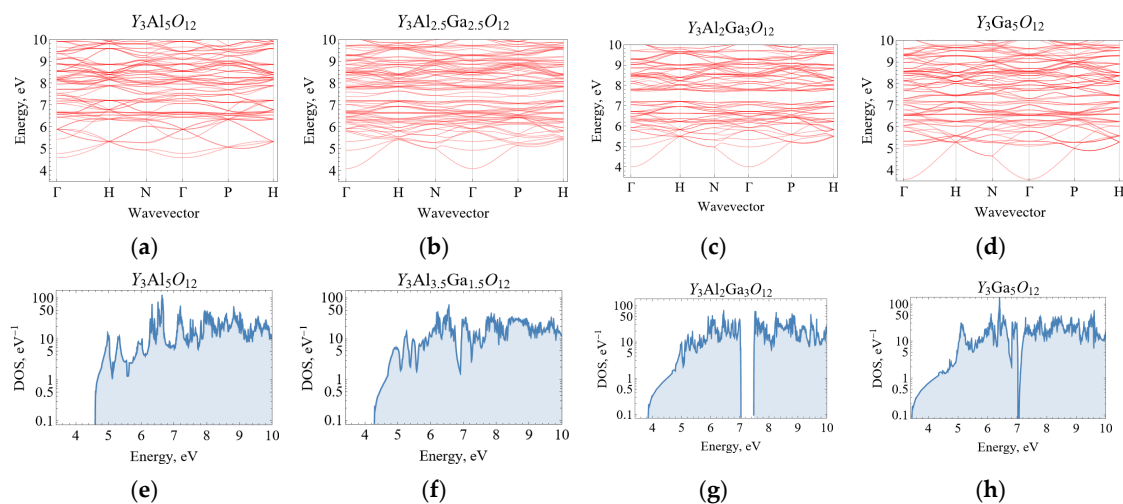 Y3Al5O12
Y3Al2.5Ga2.5O12
Y3Al2Ga3O12
Y3Ga5O12
Energy, eV
10
9
8
7
6
5
4
Γ H N Γ P H
Wavevector
(a)
Energy, eV
10
9
8
7
6
5
4
Γ H N Γ P H
Wavevector
(b)
Energy, eV
10
9
8
7
6
5
4
Γ H N Γ P H
Wavevector
(c)
Energy, eV
10
9
8
7
6
5
4
Γ H N Γ P H
Wavevector
(d)
Y3Al5O12
Y3Al3.5Ga1.5O12
Y3Al2Ga3O12
Y3Ga5O12
DOS, eV−1
100
50
10
5
1
0.5
0.1
4 5 6 7 8 9 10
Energy, eV
(e)
DOS, eV−1
100
50
10
5
1
0.5
0.1
4 5 6 7 8 9 10
Energy, eV
(f)
DOS, eV−1
100
50
10
5
1
0.5
0.1
4 5 6 7 8 9 10
Energy, eV
(g)
DOS, eV−1
100
50
10
5
1
0.5
0.1
4 5 6 7 8 9 10
Energy, eV
(h)